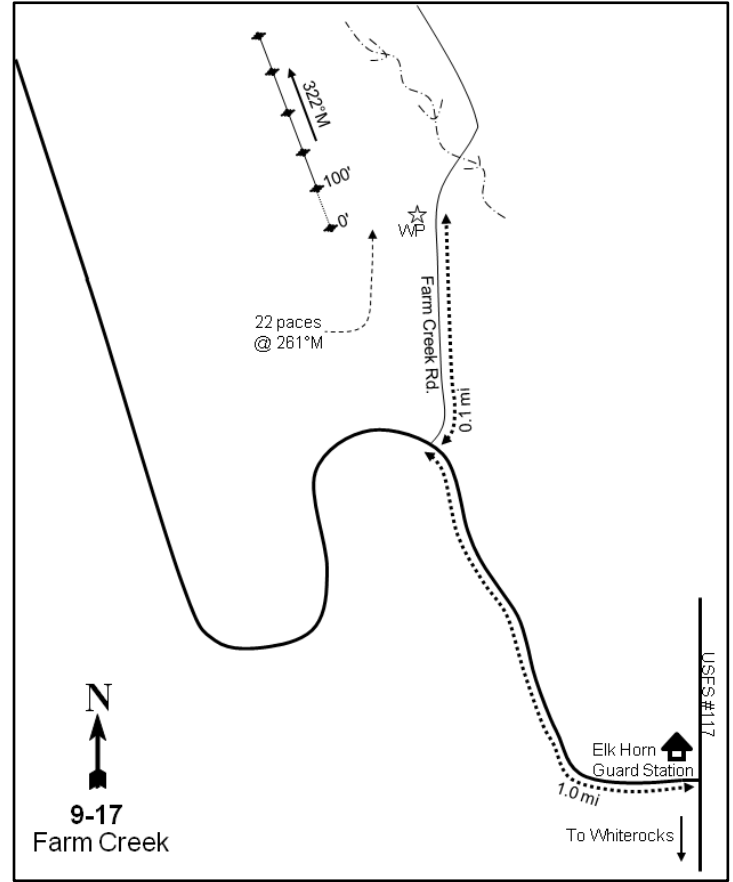 322°M
100'
0'
WP
Farm Creek Rd.
22 paces
@ 261°M
0.1 mi
USFS #117
Elk Horn
Guard Station
1.0 mi
To Whiterocks
N
9-17
Farm Creek